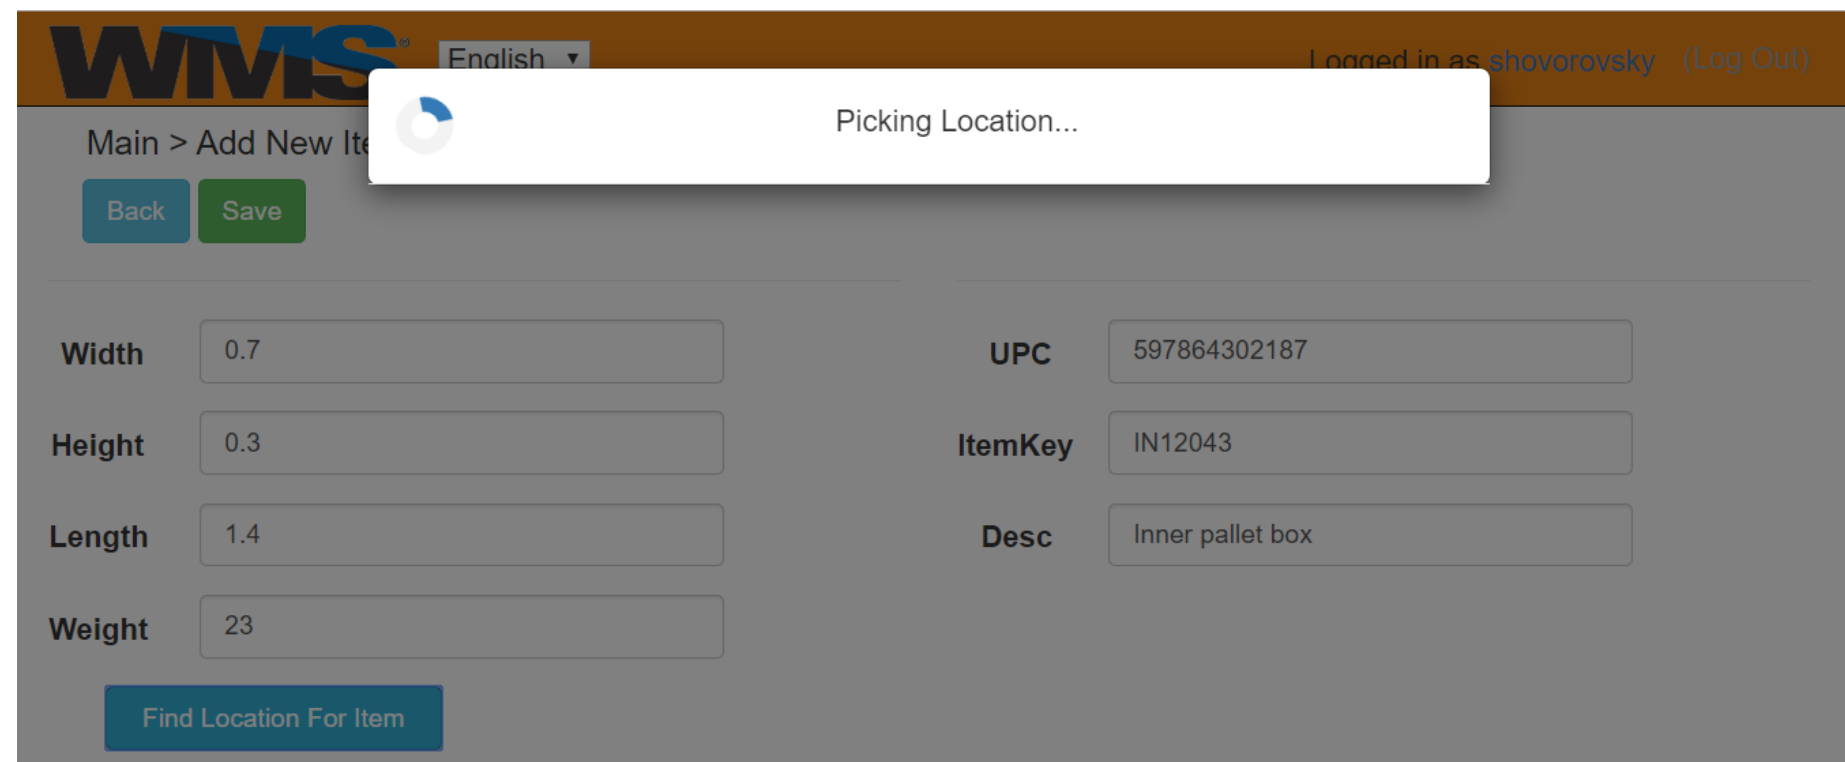 WMS®
English
Logged in as shovorovsky (Log Out)
Picking Location...
Main > Add New Ite
Back
Save
Width
0.7
UPC
597864302187
Height
0.3
ItemKey
IN12043
Length
1.4
Desc
Inner pallet box
Weight
23
Find Location For Item